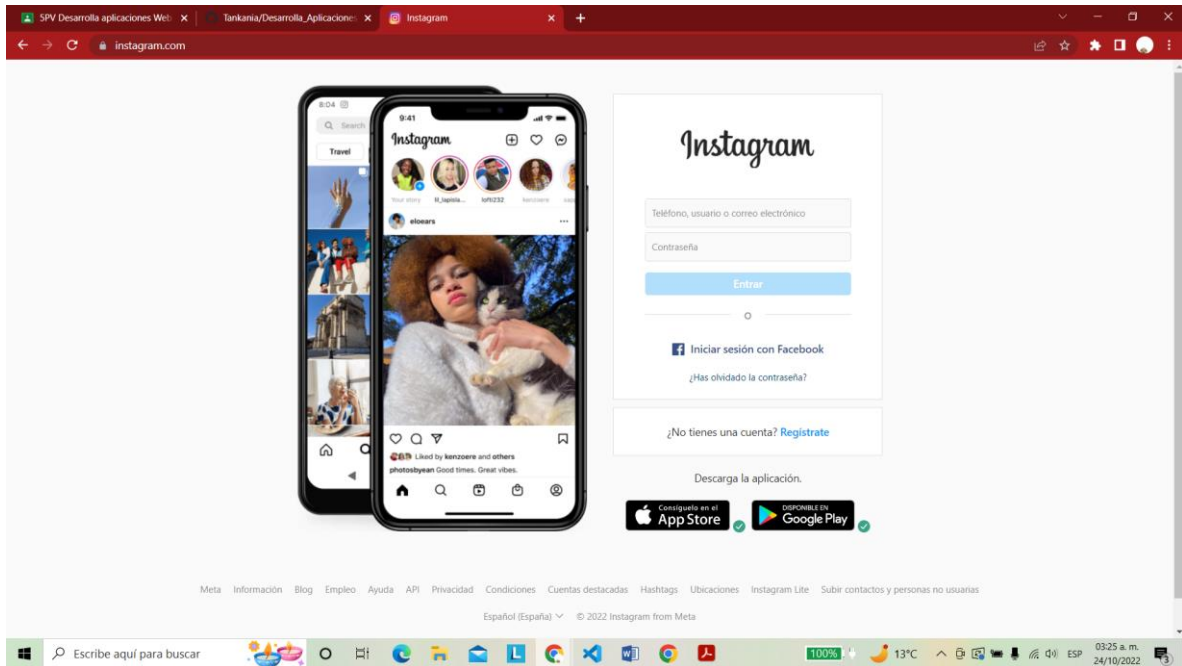 SPV Desarrolla aplicaciones Web
Tankania/Desarrolla_Aplicaciones
Instagram
instagram.com
8:04
Search
Travel
9:41
Instagram
Your story lil_lapisla... lofti232 kenzoere
eloears
Liked by kenzoere and others
photosbyean Good times. Great vibes.
Instagram
Teléfono, usuario o correo electrónico
Contraseña
Entrar
O
Iniciar sesión con Facebook
¿Has olvidado la contraseña?
¿No tienes una cuenta? Regístrate
Descarga la aplicación.
Consíguelo en el
App Store
DISPONIBLE EN
Google Play
Meta Información Blog Empleo Ayuda API Privacidad Condiciones Cuentas destacadas Hashtags Ubicaciones Instagram Lite Subir contactos y personas no usuarias
Español (España) © 2022 Instagram from Meta
Escribe aquí para buscar
100%
13°C
ESP
03:25 a. m.
24/10/2022
3